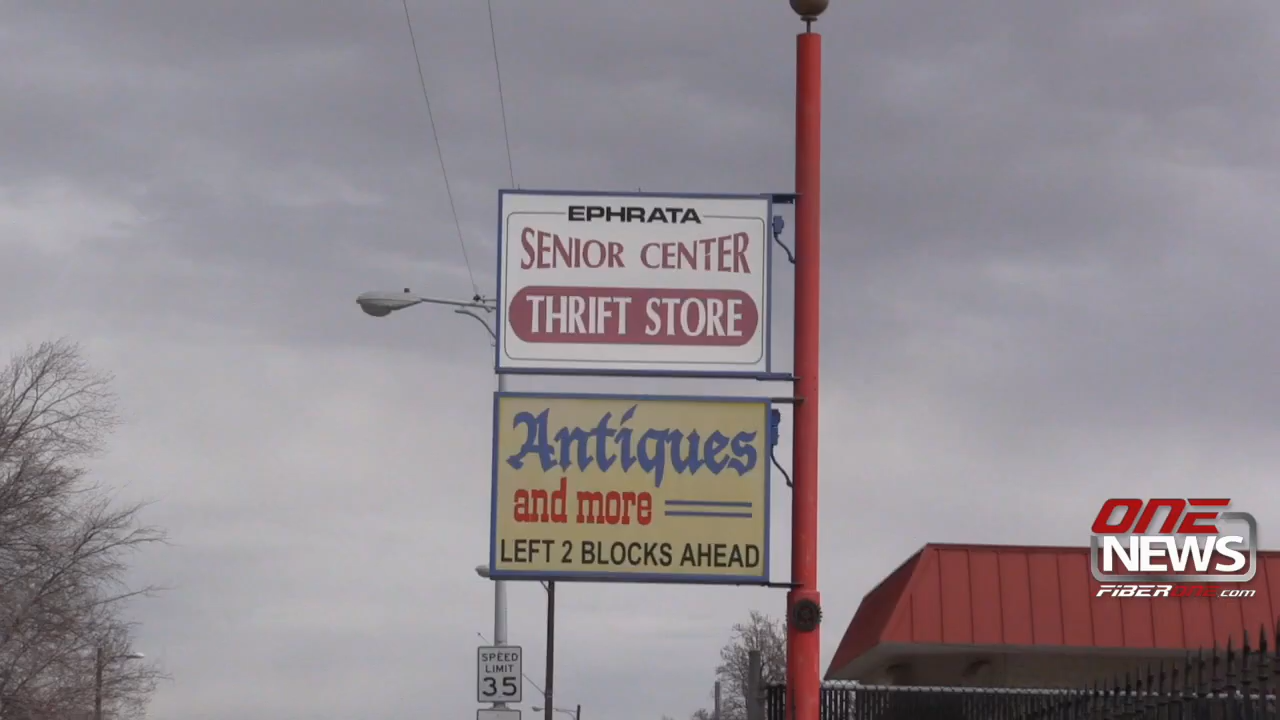 EPHRATA
SENIOR CENTER
THRIFT STORE
Antiques
and more
LEFT 2 BLOCKS AHEAD
SPEED
LIMIT
35
ONE
NEWS
FIBERONE.com